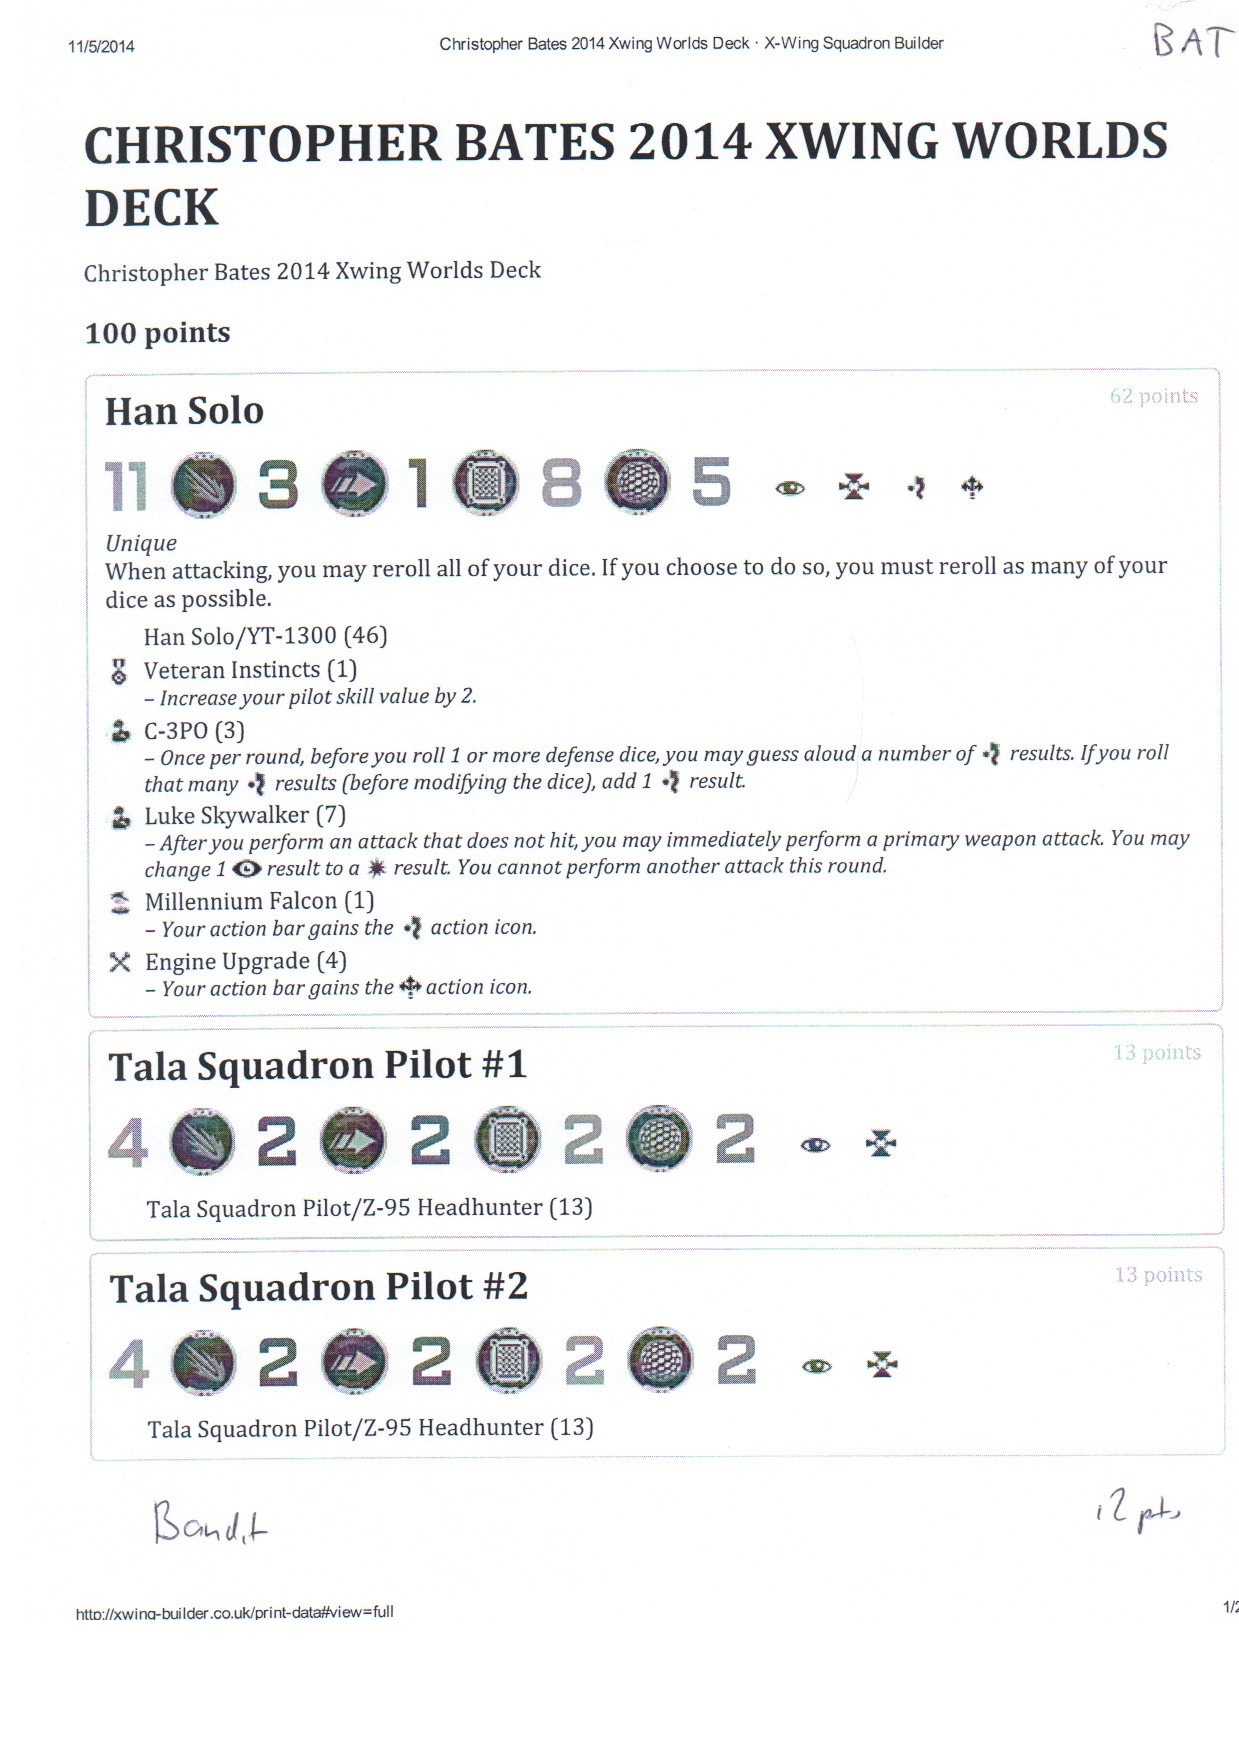 11/5/2014 Christopher Bates 2014 Xwing Worlds Deck · X-Wing Squadron Builder BAT
CHRISTOPHER BATES 2014 XWING WORLDS
DECK
Christopher Bates 2014 Xwing Worlds Deck
100 points
Han Solo 62 points
11 3 1 8 5
Unique
When attacking, you may reroll all of your dice. If you choose to do so, you must reroll as many of your
dice as possible.
Han Solo/YT-1300 (46)
Veteran Instincts (1)
– Increase your pilot skill value by 2.
C-3PO (3)
– Once per round, before you roll 1 or more defense dice, you may guess aloud a number of results. If you roll
that many results (before modifying the dice), add 1 result.
Luke Skywalker (7)
– After you perform an attack that does not hit, you may immediately perform a primary weapon attack. You may
change 1 result to a result. You cannot perform another attack this round.
Millennium Falcon (1)
– Your action bar gains the action icon.
Engine Upgrade (4)
– Your action bar gains the action icon.
Tala Squadron Pilot #1 13 points
4 2 2 2 2
Tala Squadron Pilot/Z-95 Headhunter (13)
Tala Squadron Pilot #2 13 points
4 2 2 2 2
Tala Squadron Pilot/Z-95 Headhunter (13)
Bandit 12 pts
http://xwing-builder.co.uk/print-data#view=full 1/2